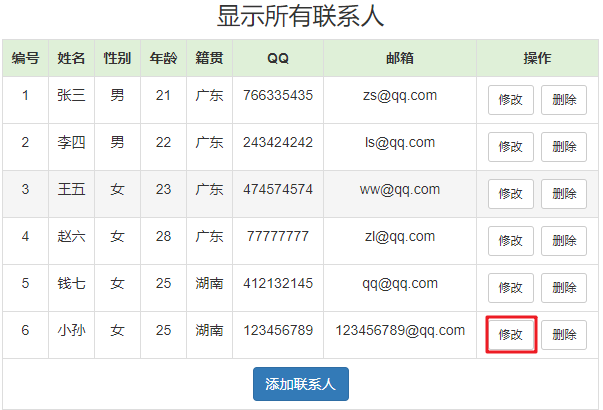 显示所有联系人
编号 姓名 性别 年龄 籍贯 QQ 邮箱 操作
1 张三 男 21 广东 766335435 zs@qq.com 修改 删除
2 李四 男 22 广东 243424242 ls@qq.com 修改 删除
3 王五 女 23 广东 474574574 ww@qq.com 修改 删除
4 赵六 女 28 广东 77777777 zl@qq.com 修改 删除
5 钱七 女 25 湖南 412132145 qq@qq.com 修改 删除
6 小孙 女 25 湖南 123456789 123456789@qq.com 修改 删除
添加联系人